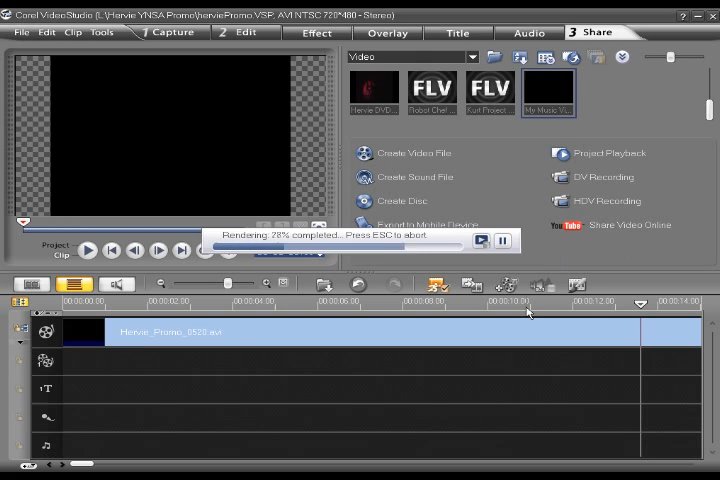 Corel VideoStudio (L:\Hervie YNSA Promo\herviePromo.VSP, AVI NTSC 720*480 - Stereo)
File Edit Clip Tools 1 Capture 2 Edit Effect Overlay Title Audio 3 Share
Video
FLV FLV
Hervie DVD... Robot Chef ... Kurt Project ... My Music Vi...
Create Video File Project Playback
Create Sound File DV Recording
Create Disc HDV Recording
Export to Mobile Device You Tube Share Video Online
Rendering: 28% completed... Press ESC to abort
Project
Clip
00:00:00.00 00:00:02.00 00:00:04.00 00:00:06.00 00:00:08.00 00:00:10.00 00:00:12.00 00:00:14.00
Hervie_Promo_0520.avi
1T